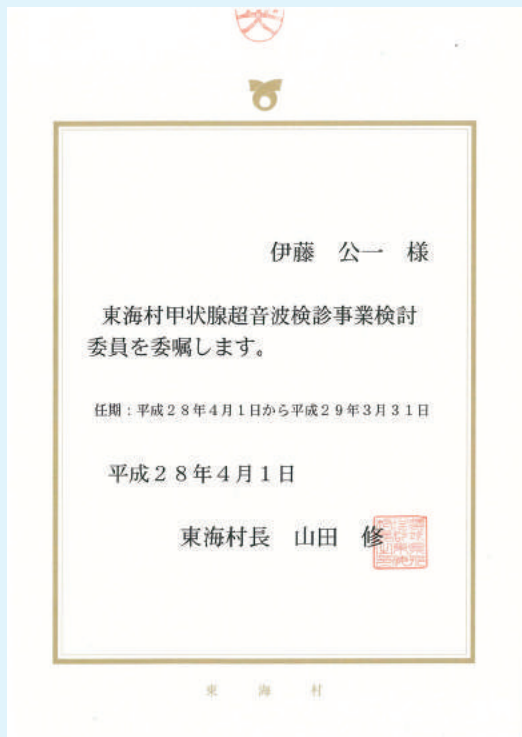 伊藤　公一　様
東海村甲状腺超音波検診事業検討
委員を委嘱します。
任期：平成２８年４月１日から平成２９年３月３１日
平成２８年４月１日
東海村長　山田　修
東　海　村